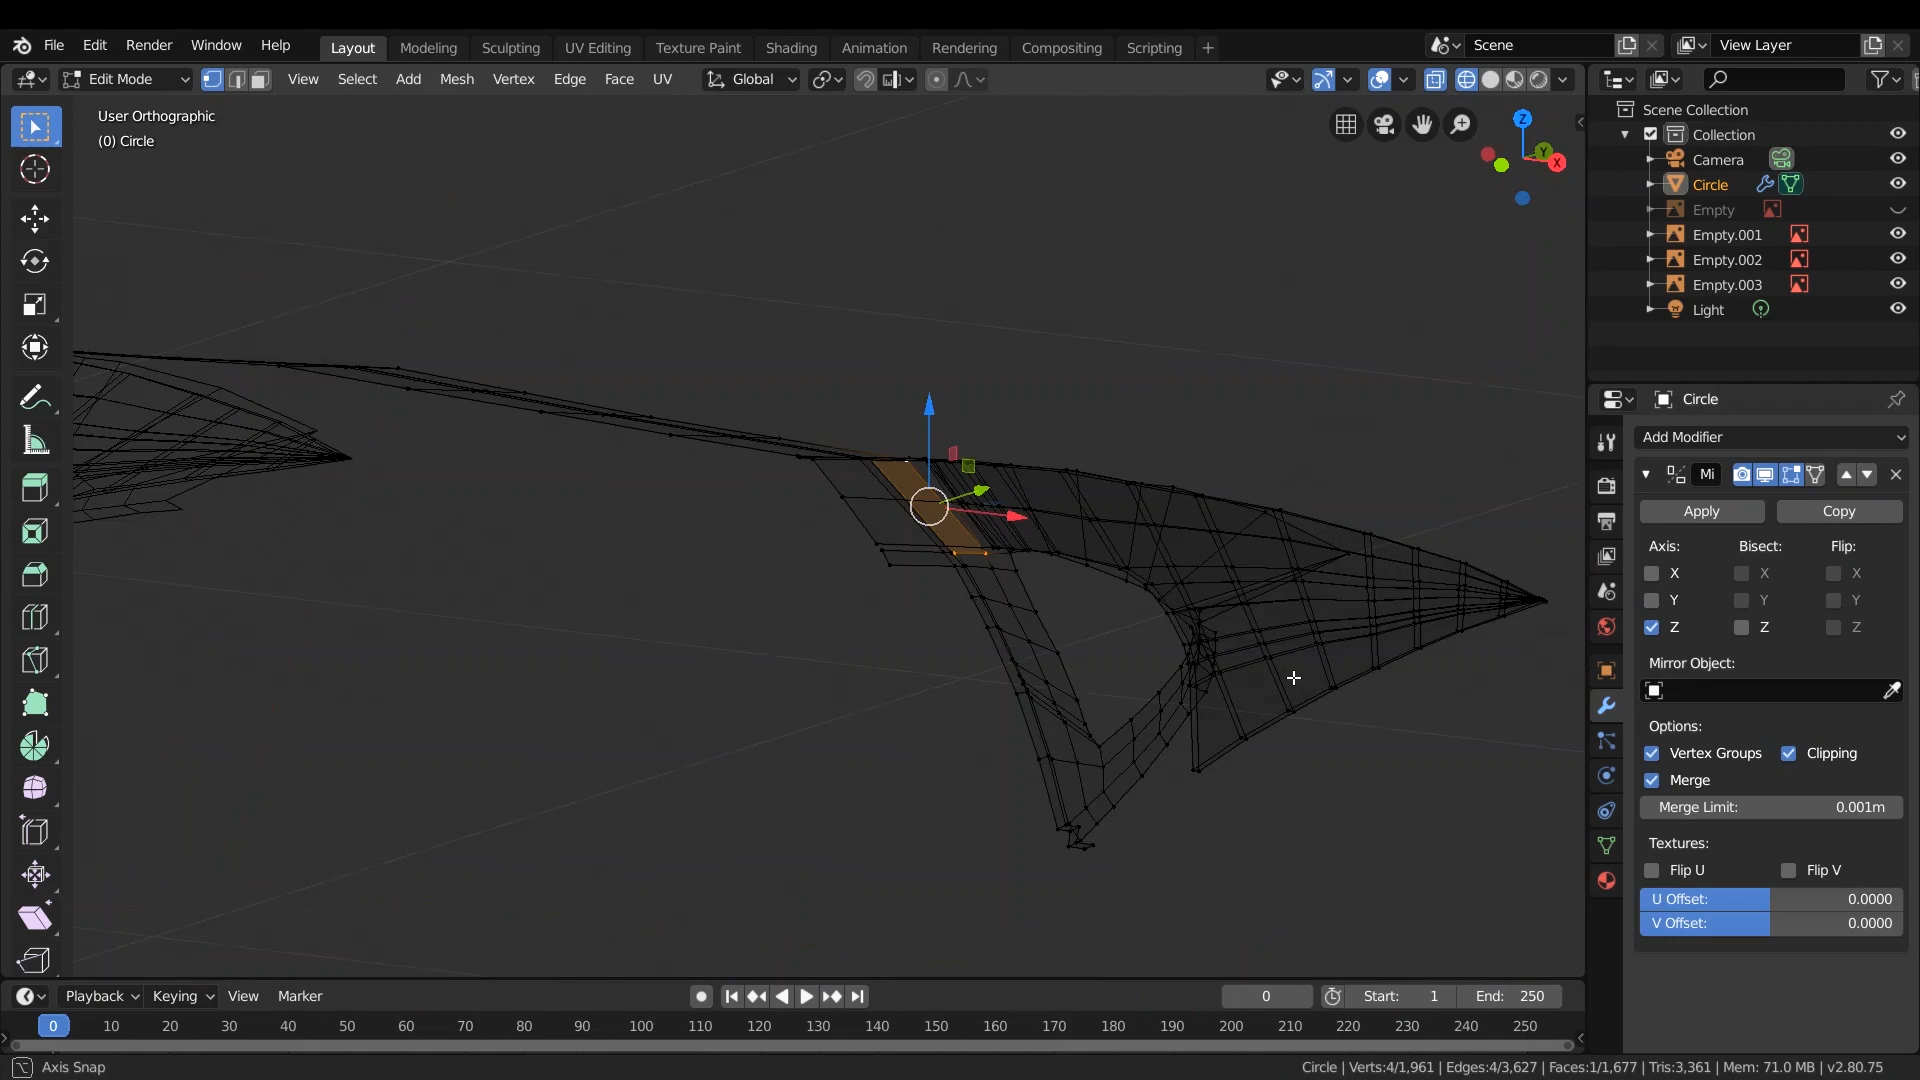 File Edit Render Window Help Layout Modeling Sculpting UV Editing Texture Paint Shading Animation Rendering Compositing Scripting + Scene View Layer
Edit Mode View Select Add Mesh Vertex Edge Face UV Global
User Orthographic
(0) Circle
Z
Y
X
Scene Collection
Collection
Camera
Circle
Empty
Empty.001
Empty.002
Empty.003
Light
Circle
Add Modifier
Mi
Apply Copy
Axis: Bisect: Flip:
X X X
Y Y Y
Z Z Z
Mirror Object:
Options:
Vertex Groups Clipping
Merge
Merge Limit: 0.001m
Textures:
Flip U Flip V
U Offset: 0.0000
V Offset: 0.0000
Playback Keying View Marker 0 Start: 1 End: 250
0 10 20 30 40 50 60 70 80 90 100 110 120 130 140 150 160 170 180 190 200 210 220 230 240 250
Axis Snap Circle | Verts:4/1,961 | Edges:4/3,627 | Faces:1/1,677 | Tris:3,361 | Mem: 71.0 MB | v2.80.75